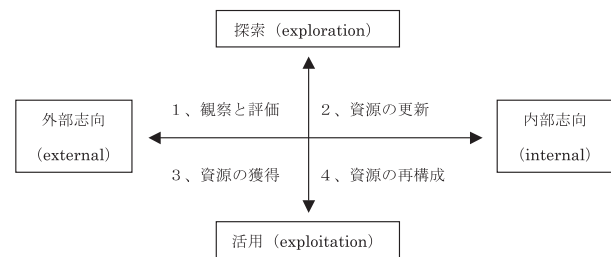 探索（exploration）
1、観察と評価
2、資源の更新
外部志向
(external)
内部志向
(internal)
3、資源の獲得
4、資源の再構成
活用（exploitation）